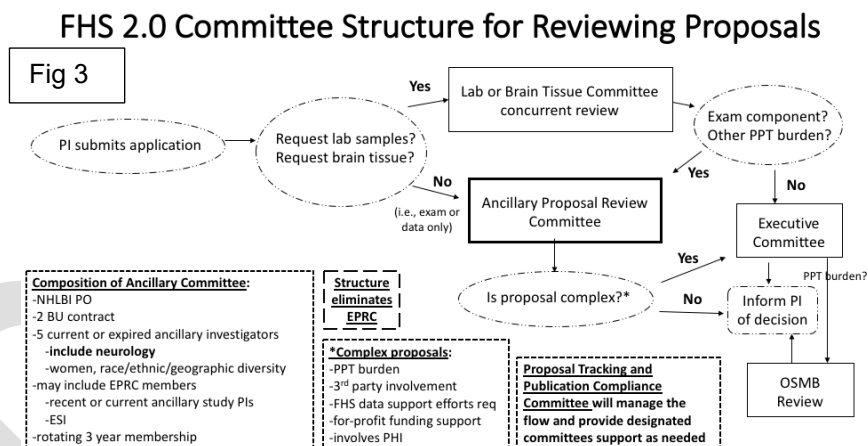 FHS 2.0 Committee Structure for Reviewing Proposals
Fig 3
PI submits application
Request lab samples?
Request brain tissue?
Yes
Lab or Brain Tissue Committee
concurrent review
Exam component?
Other PPT burden?
No
(i.e., exam or
data only)
Yes
No
Ancillary Proposal Review
Committee
Executive
Committee
Is proposal complex?*
Yes
No
PPT burden?
Inform PI
of decision
OSMB
Review
Composition of Ancillary Committee:
-NHLBI PO
-2 BU contract
-5 current or expired ancillary investigators
-include neurology
-women, race/ethnic/geographic diversity
-may include EPRC members
-recent or current ancillary study PIs
-ESI
-rotating 3 year membership
Structure
eliminates
EPRC
*Complex proposals:
-PPT burden
-3rd party involvement
-FHS data support efforts req
-for-profit funding support
-involves PHI
Proposal Tracking and
Publication Compliance
Committee will manage the
flow and provide designated
committees support as needed